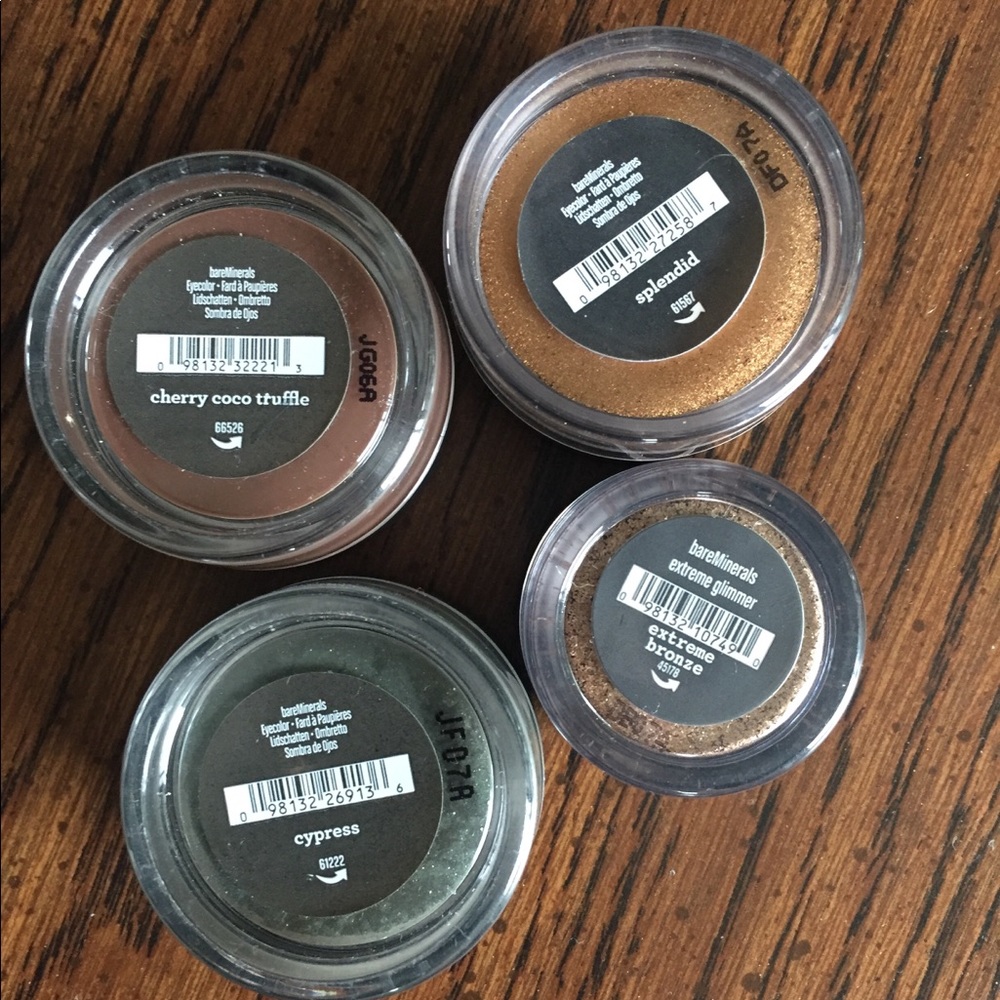 bareMinerals
Eyecolor • Fard à Paupières
Lidschatten • Ombretto
Sombra de Ojos
0 98132 32221 3
cherry coco truffle
66526
JG06A
bareMinerals
Eyecolor • Fard à Paupières
Lidschatten • Ombretto
Sombra de Ojos
0 98132 27258 7
splendid
61567
DF07A
bareMinerals
extreme glimmer
0 98132 10749 0
extreme
bronze
45178
bareMinerals
Eyecolor • Fard à Paupières
Lidschatten • Ombretto
Sombra de Ojos
0 98132 26913 6
cypress
61222
JF07A